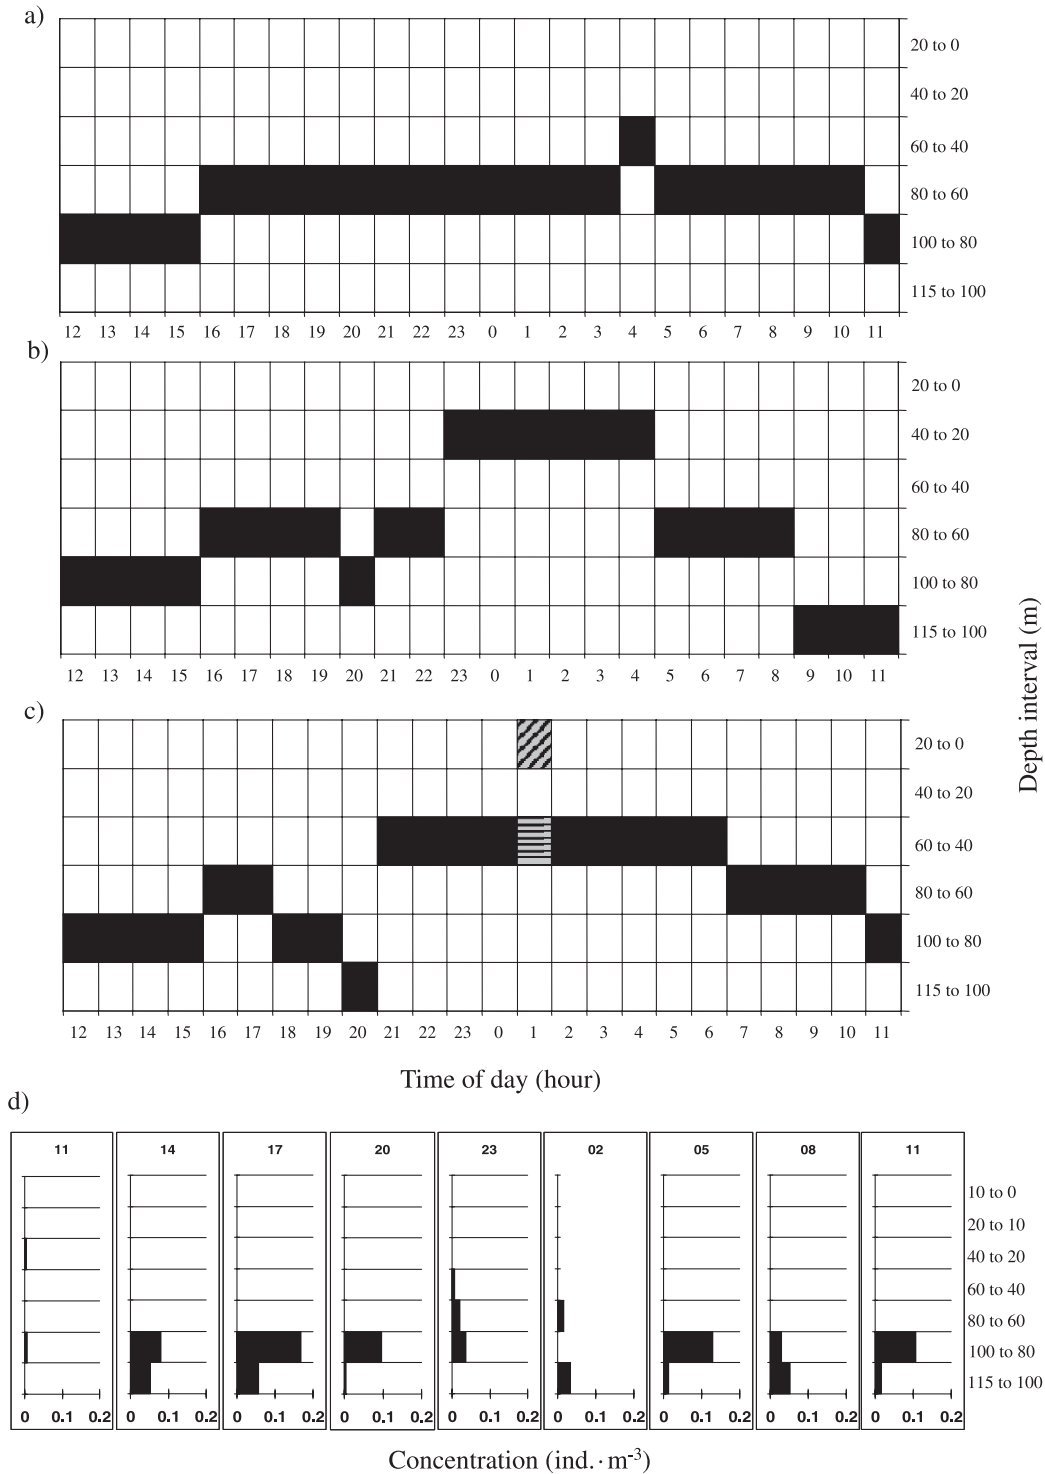 a)
20 to 0
40 to 20
60 to 40
80 to 60
100 to 80
115 to 100
12 13 14 15 16 17 18 19 20 21 22 23 0 1 2 3 4 5 6 7 8 9 10 11
b)
20 to 0
40 to 20
60 to 40
80 to 60
100 to 80
115 to 100
12 13 14 15 16 17 18 19 20 21 22 23 0 1 2 3 4 5 6 7 8 9 10 11
Depth interval (m)
c)
20 to 0
40 to 20
60 to 40
80 to 60
100 to 80
115 to 100
12 13 14 15 16 17 18 19 20 21 22 23 0 1 2 3 4 5 6 7 8 9 10 11
Time of day (hour)
d)
11 14 17 20 23 02 05 08 11
10 to 0
20 to 10
40 to 20
60 to 40
80 to 60
100 to 80
115 to 100
0 0.1 0.2 0 0.1 0.2 0 0.1 0.2 0 0.1 0.2 0 0.1 0.2 0 0.1 0.2 0 0.1 0.2 0 0.1 0.2 0 0.1 0.2
Concentration (ind.·m-3)